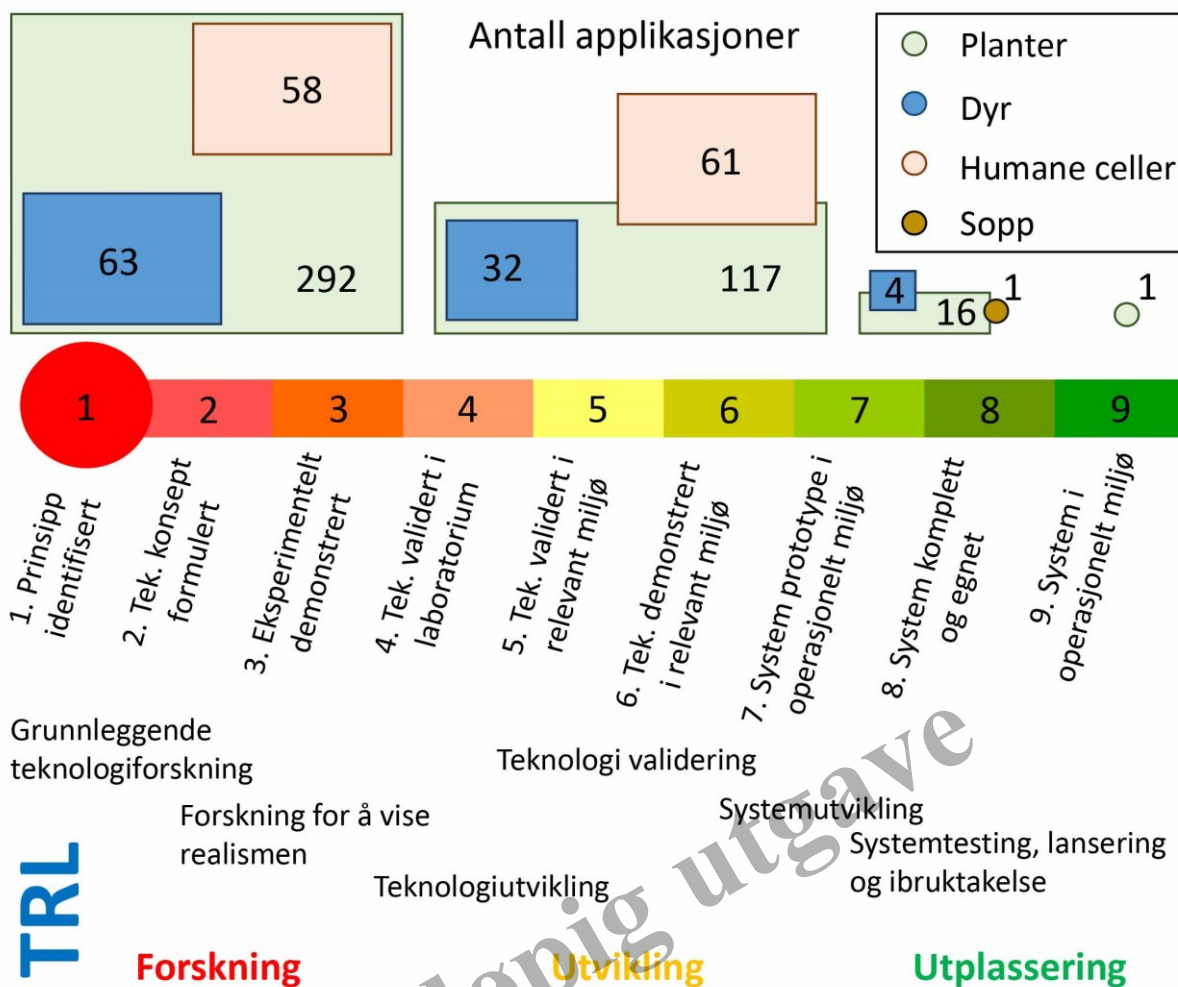 Antall applikasjoner
Planter
Dyr
Humane celler
Sopp
58
63
292
61
32
117
4
16
1
1
1
2
3
4
5
6
7
8
9
1. Prinsipp
identifisert
2. Tek. konsept
formulert
3. Eksperimentelt
demonstrert
4. Tek. validert i
laboratorium
5. Tek. validert i
relevant miljø
6. Tek. demonstrert
i relevant miljø
7. System prototype i
operasjonelt miljø
8. System komplett
og egnet
9. System i
operasjonelt miljø
Grunnleggende
teknologiforskning
Forskning for å vise
realismen
Teknologiutvikling
Teknologi validering
Systemutvikling
Systemtesting, lansering
og ibruktakelse
TRL
Forskning
Utvikling
Utplassering
utgave